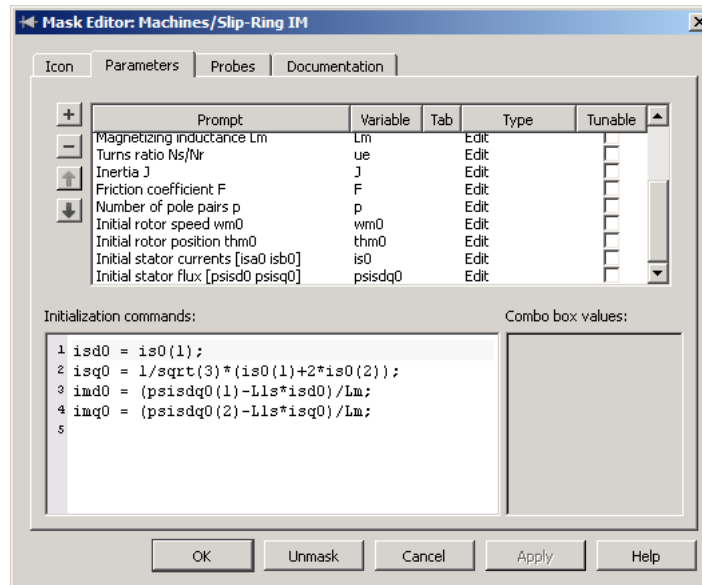 Mask Editor: Machines/Slip-Ring IM
Icon Parameters Probes Documentation
Prompt Variable Tab Type Tunable
Magnetizing inductance Lm Lm Edit
Turns ratio Ns/Nr ue Edit
Inertia J J Edit
Friction coefficient F F Edit
Number of pole pairs p p Edit
Initial rotor speed wm0 wm0 Edit
Initial rotor position thm0 thm0 Edit
Initial stator currents [isa0 isb0] is0 Edit
Initial stator flux [psisd0 psisq0] psisdq0 Edit
Initialization commands: Combo box values:
1 isd0 = is0(1);
2 isq0 = 1/sqrt(3)*(is0(1)+2*is0(2));
3 imd0 = (psisdq0(1)-Lls*isd0)/Lm;
4 imq0 = (psisdq0(2)-Lls*isq0)/Lm;
5
OK Unmask Cancel Apply Help